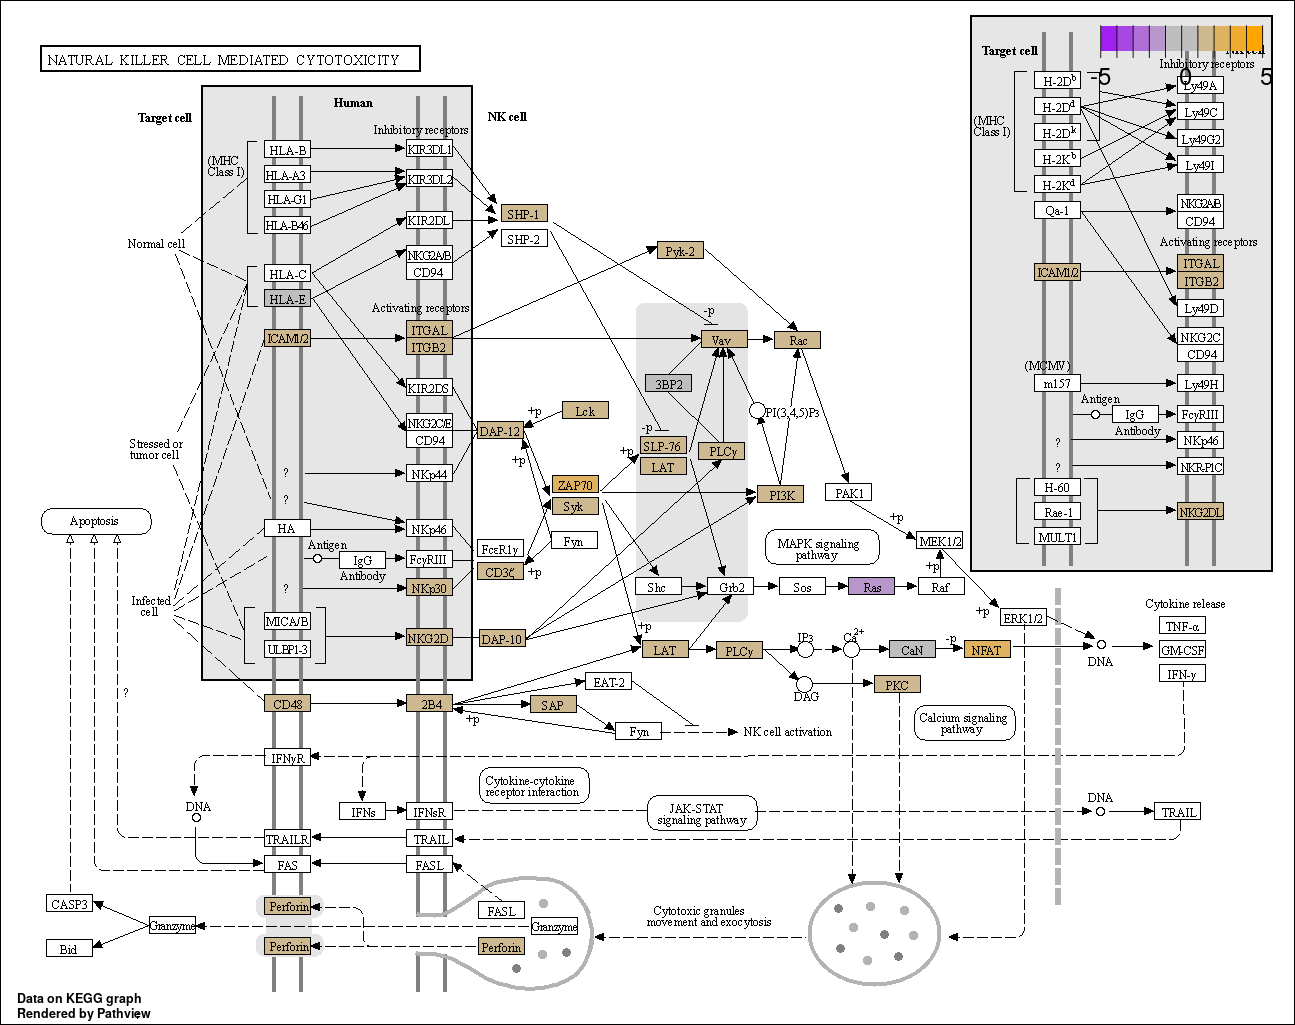 NATURAL KILLER CELL MEDIATED CYTOTOXICITY
Human
Target cell
NK cell
Inhibitory receptors
(MHC
Class I)
HLA-B
HLA-A3
HLA-G1
HLA-B46
KIR3DL1
KIR3DL2
KIR2DL
NKG2A/B
CD94
SHP-1
SHP-2
Normal cell
HLA-C
HLA-E
ICAM1/2
Activating receptors
ITGAL
ITGB2
Pyk-2
-p
Vav
Rac
3BP2
PI(3,4,5)P3
KIR2DS
NKG2C/E
CD94
DAP-12
+p
Lck
+p
-p
SLP-76
LAT
PLCγ
+p
Stressed or
tumor cell
?
NKp44
ZAP70
Syk
PI3K
PAK1
+p
?
Apoptosis
HA
NKp46
FcεR1γ
Fyn
MAPK signaling
pathway
MEK1/2
+p
Antigen
IgG
Antibody
FcγRIII
CD3ζ
+p
?
NKp30
Shc
Grb2
Sos
Ras
Raf
Infected
cell
MICA/B
ULBP1-3
NKG2D
DAP-10
+p
+p
ERK1/2
LAT
PLCγ
IP3
Ca2+
CaN
-p
NFAT
DNA
Cytokine release
TNF-α
GM-CSF
IFN-γ
DAG
PKC
?
CD48
2B4
+p
EAT-2
SAP
Fyn
NK cell activation
Calcium signaling
pathway
IFNγR
Cytokine-cytokine
receptor interaction
DNA
IFNs
IFNsR
JAK-STAT
signaling pathway
DNA
TRAIL
TRAILR
TRAIL
FAS
FASL
CASP3
Bid
Granzyme
Perforin
Perforin
FASL
Granzyme
Perforin
Cytotoxic granules
movement and exocytosis
Target cell
NK cell
-5
0
5
Inhibitory receptors
(MHC
Class I)
H-2Db
H-2Dd
H-2Dk
H-2Kb
H-2Kd
Qa-1
Ly49A
Ly49C
Ly49G2
Ly49I
NKG2A/B
CD94
Activating receptors
ICAM1/2
ITGAL
ITGB2
Ly49D
NKG2C
CD94
(MCMV)
m157
Ly49H
Antigen
IgG
Antibody
FcγRIII
?
NKp46
?
NKR-P1C
H-60
Rae-1
MULT1
NKG2DL
Data on KEGG graph
Rendered by Pathview